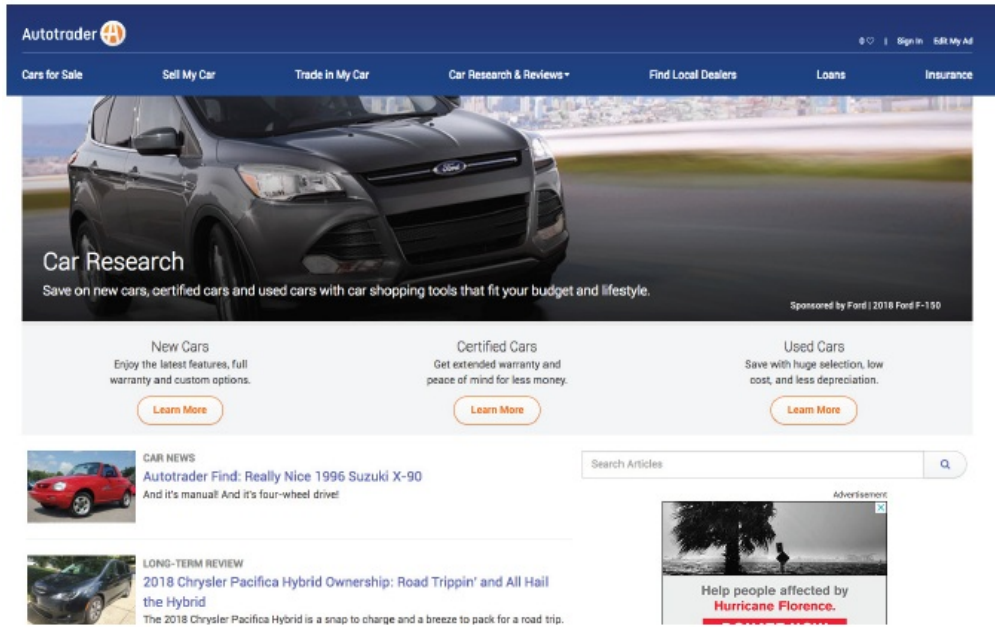 Autotrader
0 | Sign In Edit My Ad
Cars for Sale Sell My Car Trade in My Car Car Research & Reviews Find Local Dealers Loans Insurance
Ford
Car Research
Save on new cars, certified cars and used cars with car shopping tools that fit your budget and lifestyle.
Sponsored by Ford | 2018 Ford F-150
New Cars
Enjoy the latest features, full
warranty and custom options.
Learn More
Certified Cars
Get extended warranty and
peace of mind for less money.
Learn More
Used Cars
Save with huge selection, low
cost, and less depreciation.
Learn More
CAR NEWS
Autotrader Find: Really Nice 1996 Suzuki X-90
And it's manual! And it's four-wheel drive!
LONG-TERM REVIEW
2018 Chrysler Pacifica Hybrid Ownership: Road Trippin' and All Hail
the Hybrid
The 2018 Chrysler Pacifica Hybrid is a snap to charge and a breeze to pack for a road trip.
Search Articles
Advertisement
Help people affected by
Hurricane Florence.
DONATE NOW